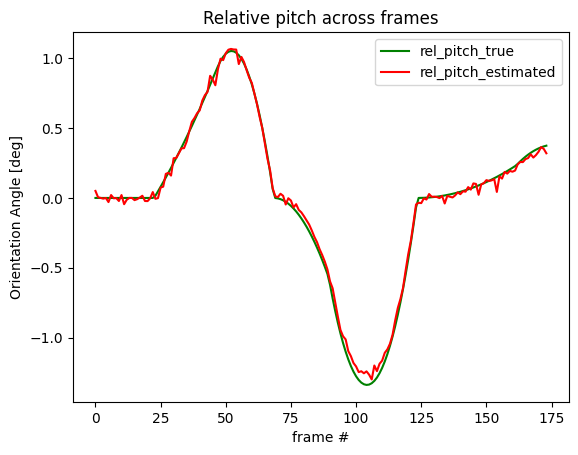 Relative pitch across frames
rel_pitch_true
rel_pitch_estimated
Orientation Angle [deg]
1.0
0.5
0.0
−0.5
−1.0
0
25
50
75
100
125
150
175
frame #